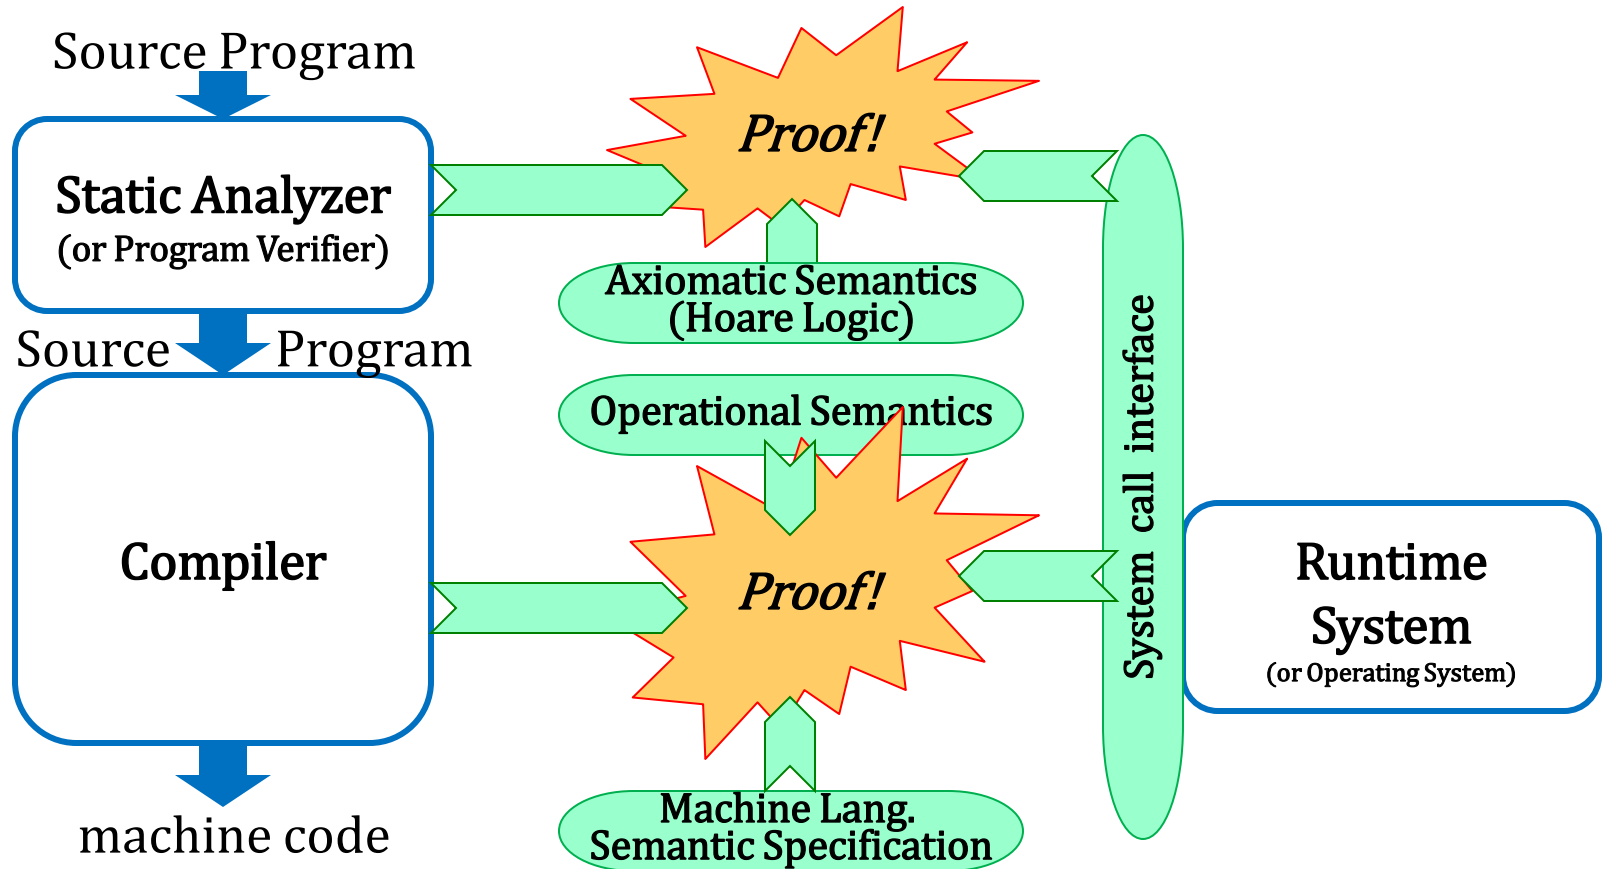 Source Program
Proof!
Static Analyzer
(or Program Verifier)
Axiomatic Semantics
(Hoare Logic)
Source Program
Operational Semantics
System call interface
Compiler
Proof!
Runtime
System
(or Operating System)
machine code
Machine Lang.
Semantic Specification